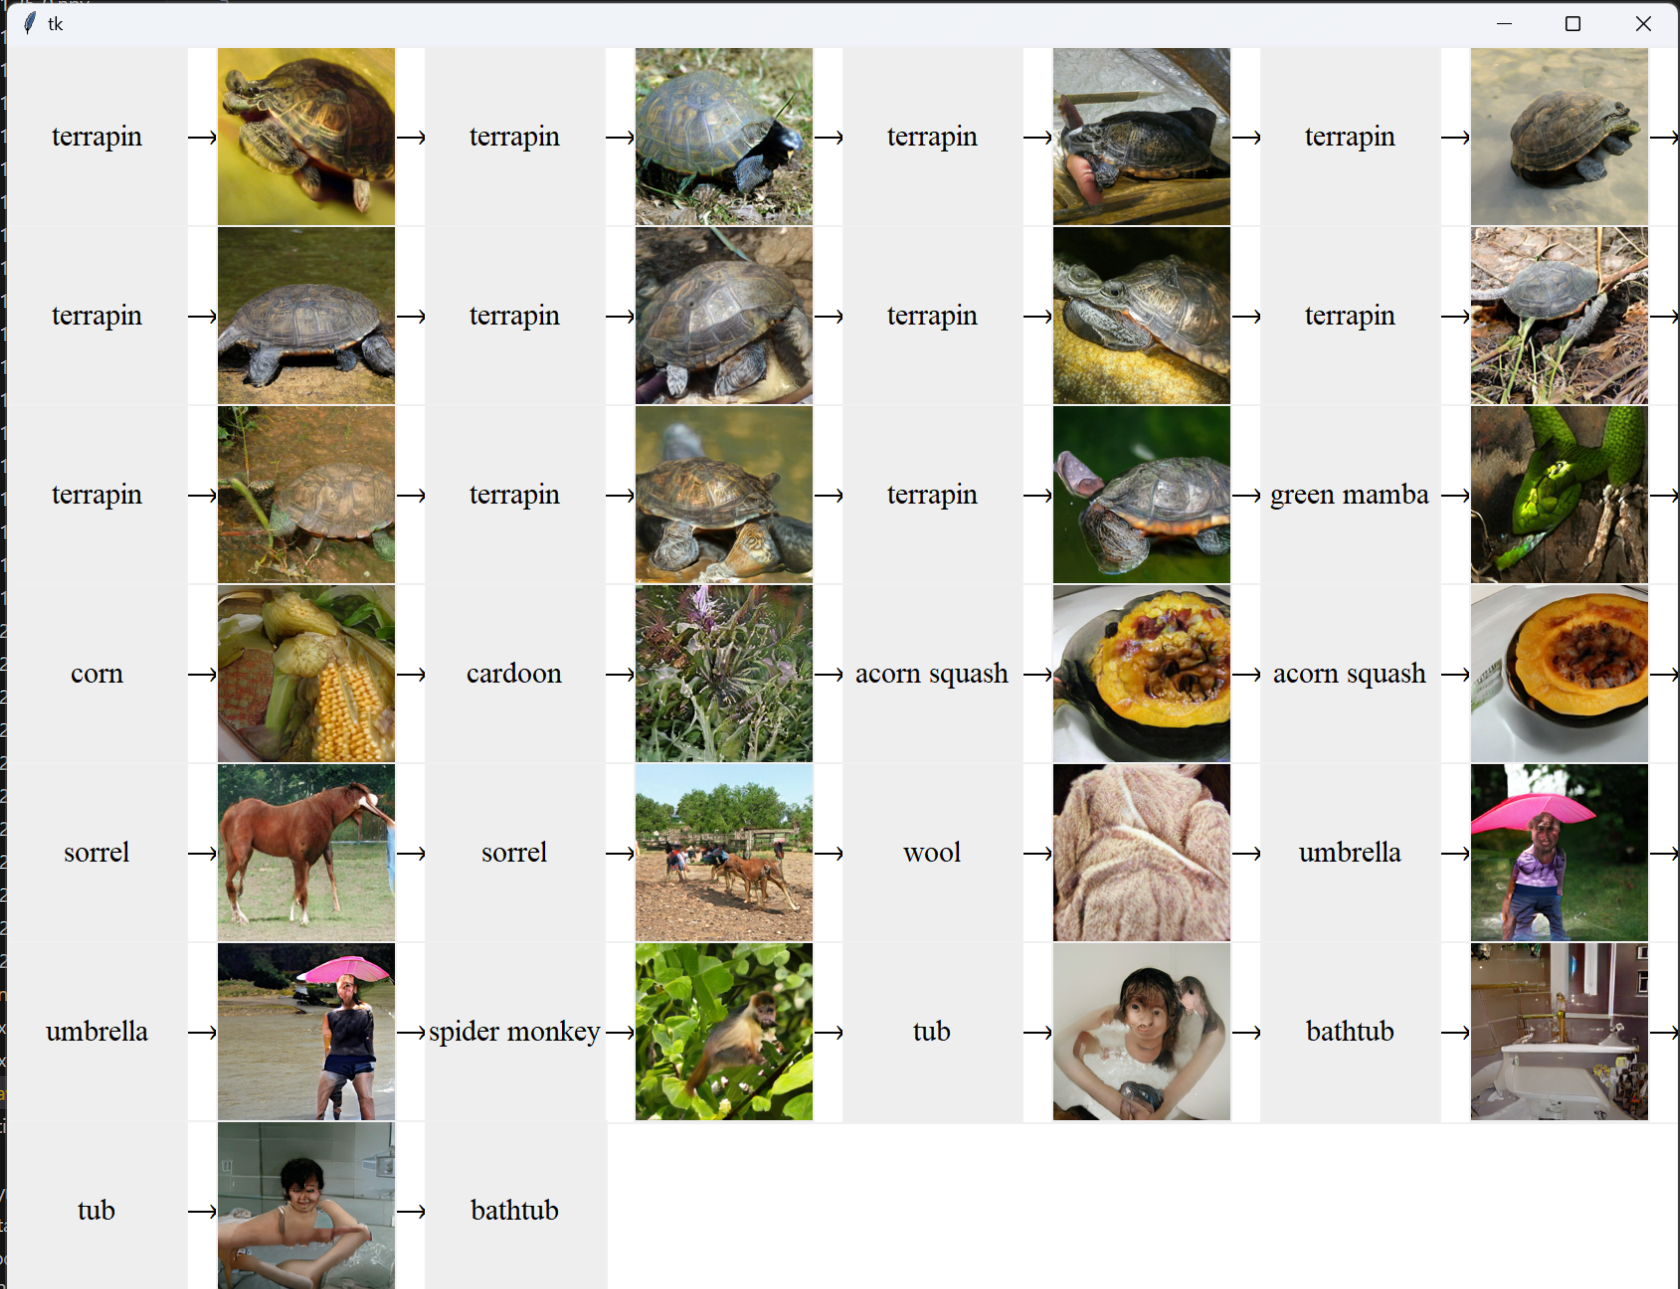 tk
terrapin → terrapin → terrapin → terrapin →
terrapin → terrapin → terrapin → terrapin →
terrapin → terrapin → terrapin → green mamba →
corn → cardoon → acorn squash → acorn squash →
sorrel → sorrel → wool → umbrella →
umbrella → spider monkey → tub → bathtub →
tub → bathtub